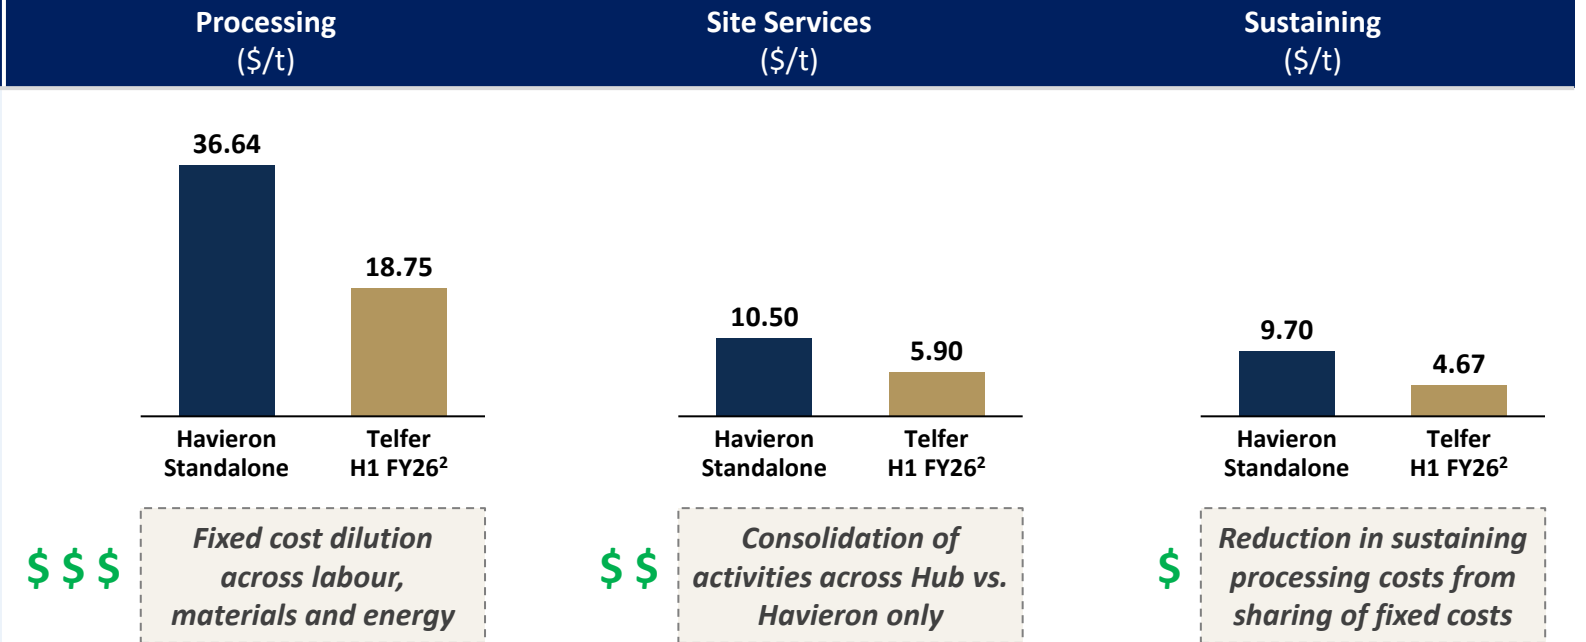 Processing
($/t)
Site Services
($/t)
Sustaining
($/t)
36.64
18.75
Havieron
Standalone
Telfer
H1 FY26²
10.50
5.90
Havieron
Standalone
Telfer
H1 FY26²
9.70
4.67
Havieron
Standalone
Telfer
H1 FY26²
$ $ $
Fixed cost dilution
across labour,
materials and energy
$ $
Consolidation of
activities across Hub vs.
Havieron only
$
Reduction in sustaining
processing costs from
sharing of fixed costs